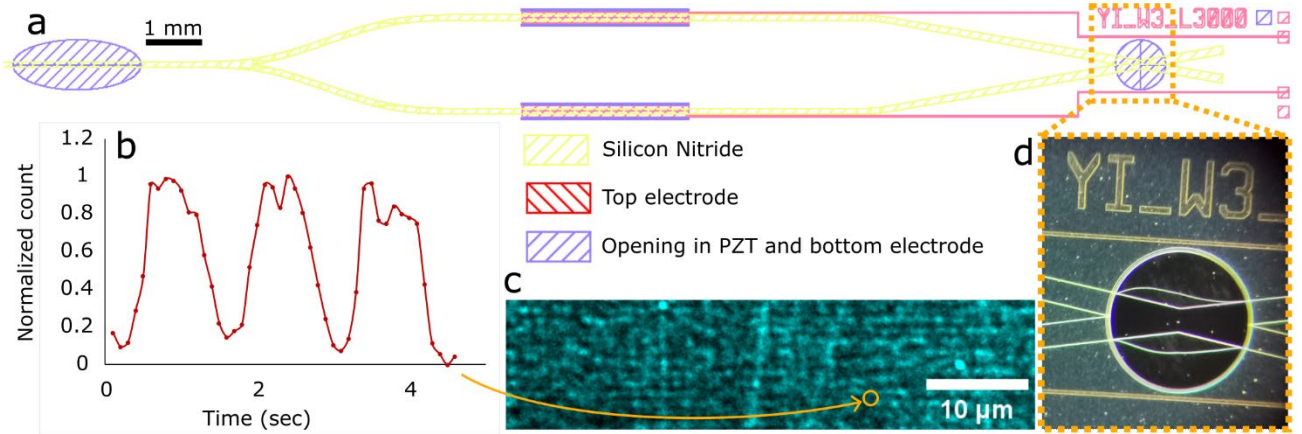 a
1 mm
YI_W3_L3000
b
Normalized count
1.2
1
0.8
0.6
0.4
0.2
0
0
2
4
Time (sec)
Silicon Nitride
Top electrode
Opening in PZT and bottom electrode
c
10 µm
d
YI_W3_